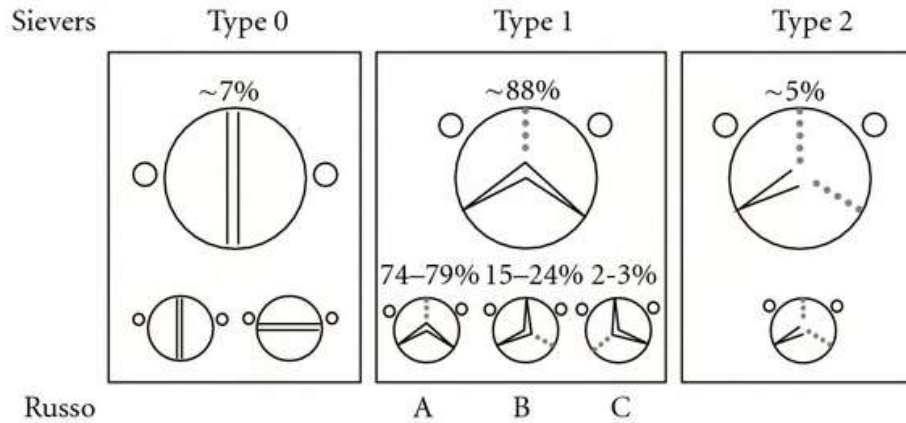 Sievers Type 0 Type 1 Type 2
~7% ~88% ~5%
74–79% 15–24% 2-3%
Russo A B C